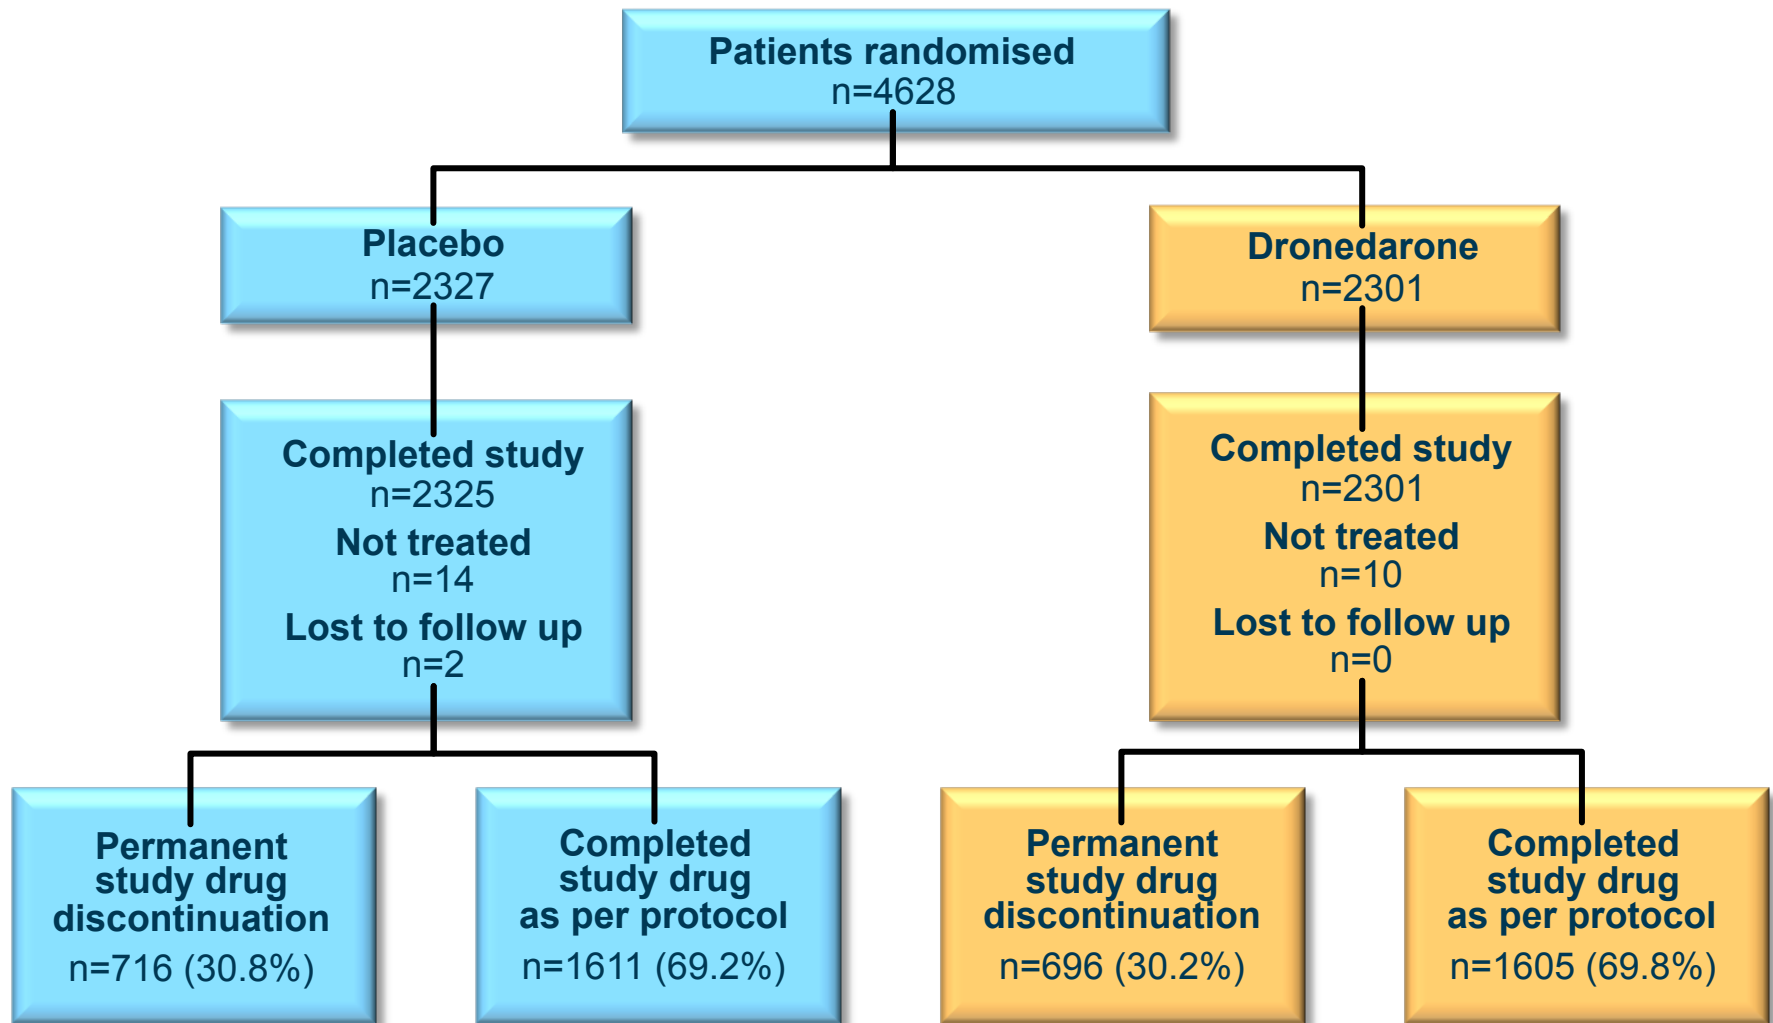 Patients randomised
n=4628
Placebo
n=2327
Dronedarone
n=2301
Completed study
n=2325
Not treated
n=14
Lost to follow up
n=2
Completed study
n=2301
Not treated
n=10
Lost to follow up
n=0
Permanent
study drug
discontinuation
n=716 (30.8%)
Completed
study drug
as per protocol
n=1611 (69.2%)
Permanent
study drug
discontinuation
n=696 (30.2%)
Completed
study drug
as per protocol
n=1605 (69.8%)